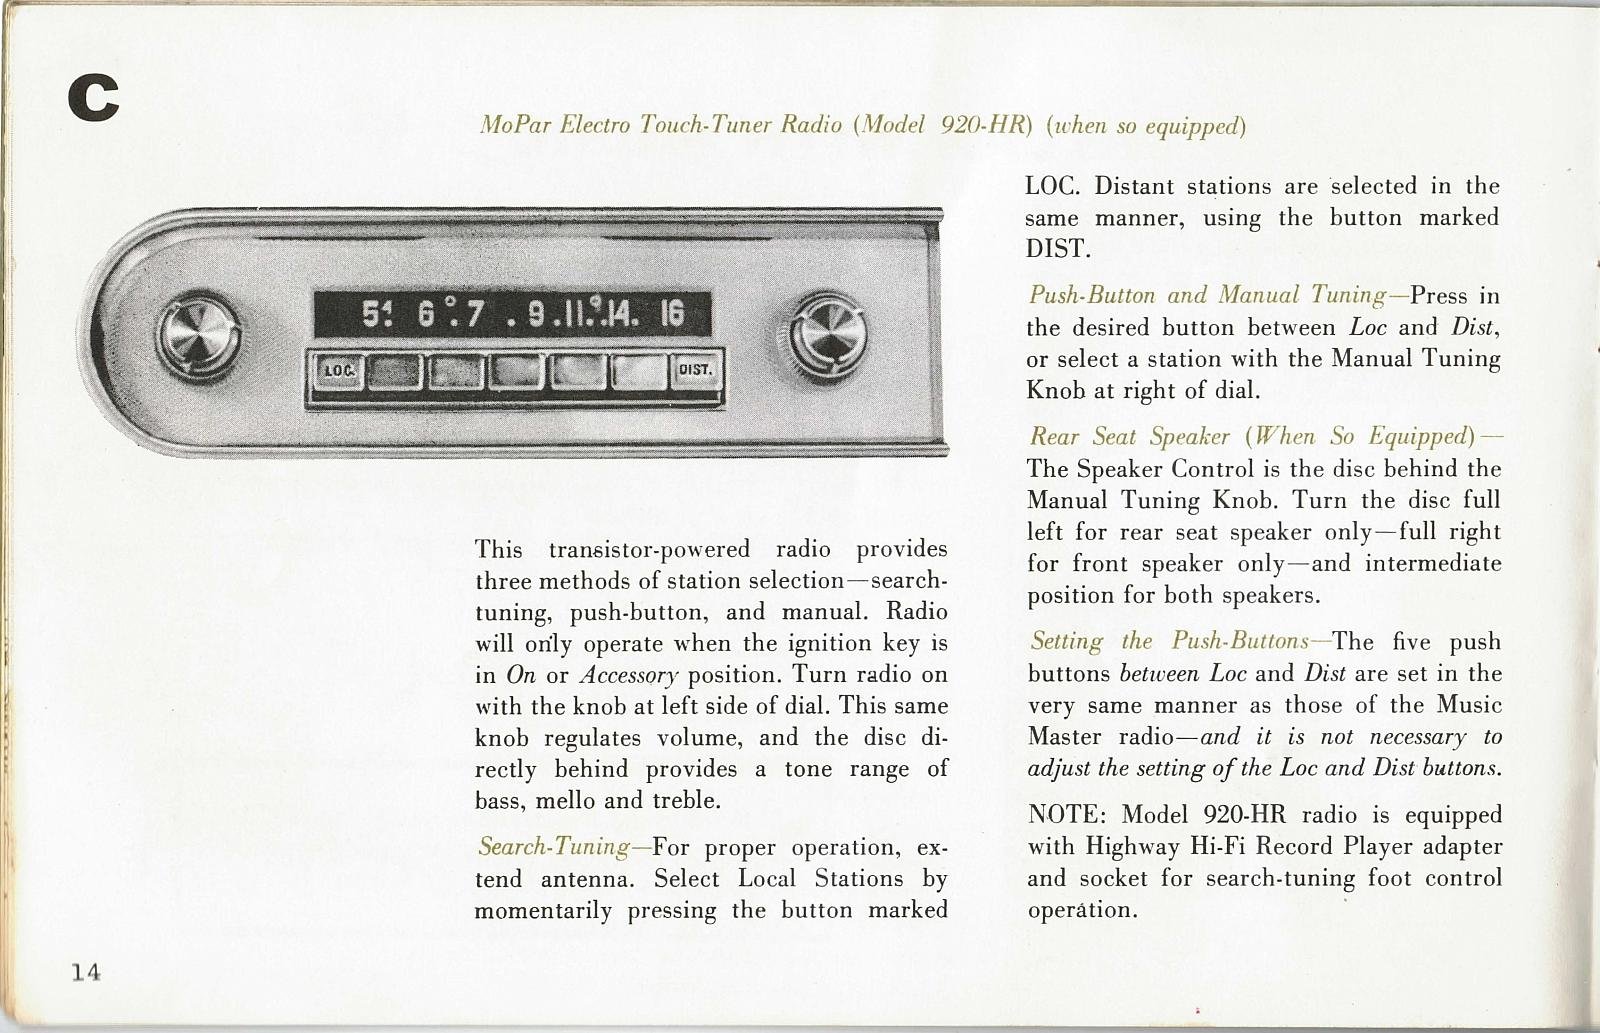 C
MoPar Electro Touch-Tuner Radio (Model 920-HR) (when so equipped)
5 6 7 . 9 . 11 . 14 . 16
LOC. DIST.
This transistor-powered radio provides
three methods of station selection—search-
tuning, push-button, and manual. Radio
will only operate when the ignition key is
in On or Accessory position. Turn radio on
with the knob at left side of dial. This same
knob regulates volume, and the disc di-
rectly behind provides a tone range of
bass, mello and treble.
Search-Tuning—For proper operation, ex-
tend antenna. Select Local Stations by
momentarily pressing the button marked
LOC. Distant stations are selected in the
same manner, using the button marked
DIST.
Push-Button and Manual Tuning—Press in
the desired button between Loc and Dist,
or select a station with the Manual Tuning
Knob at right of dial.
Rear Seat Speaker (When So Equipped)—
The Speaker Control is the disc behind the
Manual Tuning Knob. Turn the disc full
left for rear seat speaker only—full right
for front speaker only—and intermediate
position for both speakers.
Setting the Push-Buttons—The five push
buttons between Loc and Dist are set in the
very same manner as those of the Music
Master radio—and it is not necessary to
adjust the setting of the Loc and Dist buttons.
NOTE: Model 920-HR radio is equipped
with Highway Hi-Fi Record Player adapter
and socket for search-tuning foot control
operation.
14